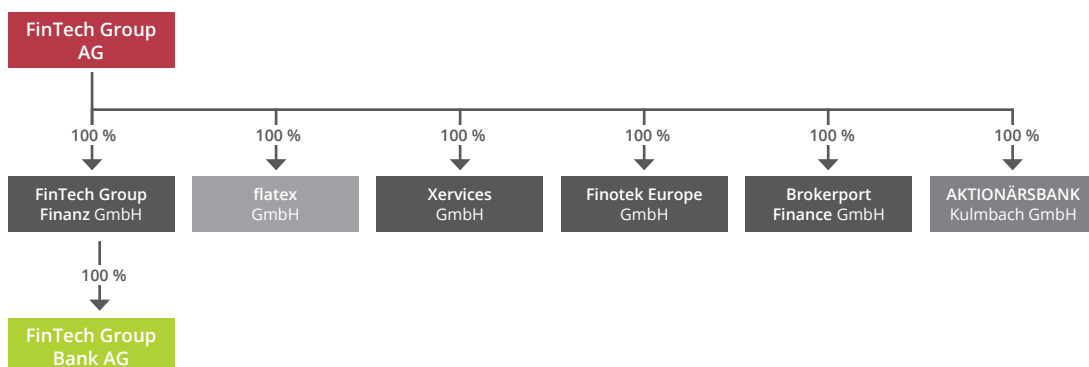 FinTech Group
AG
100 %
100 %
100 %
100 %
100 %
100 %
FinTech Group
Finanz GmbH
flatex
GmbH
Xervices
GmbH
Finotek Europe
GmbH
Brokerport
Finance GmbH
AKTIONÄRSBANK
Kulmbach GmbH
100 %
FinTech Group
Bank AG